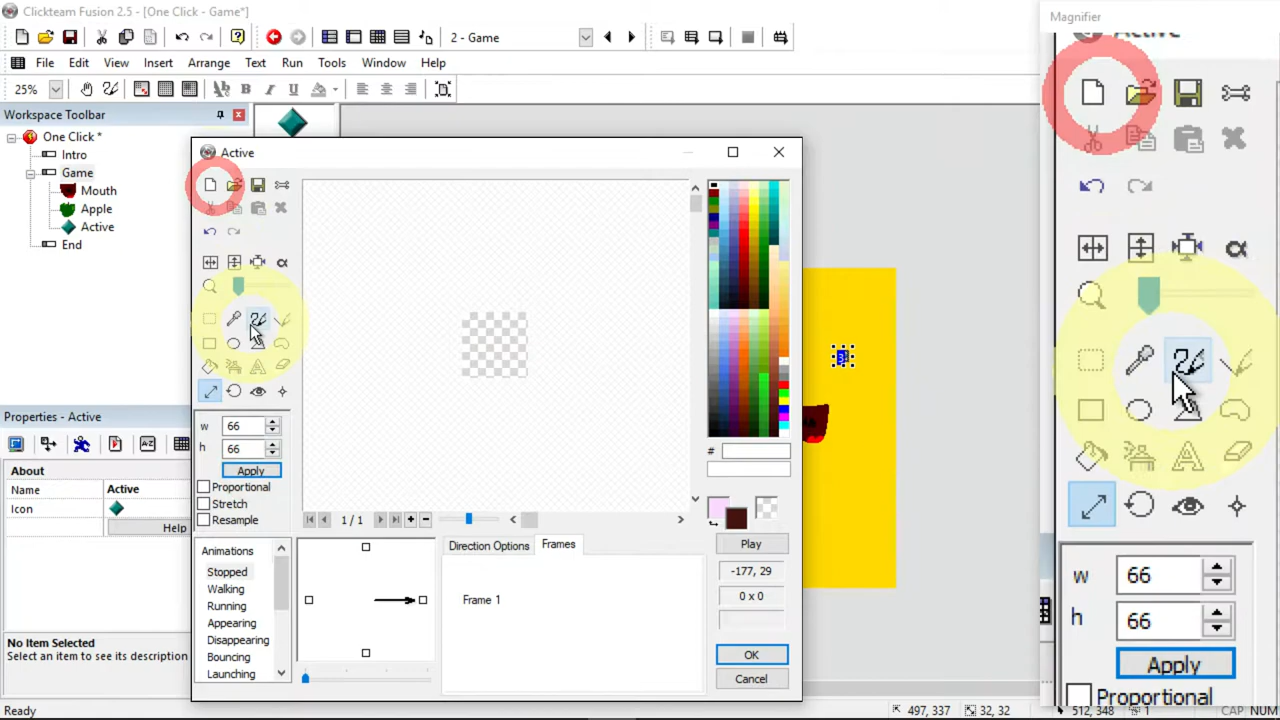 Clickteam Fusion 2.5 - [One Click - Game*]
Magnifier
2 - Game
File Edit View Insert Arrange Text Run Tools Window Help
25%
B I U
Workspace Toolbar
One Click *
Intro
Game
Mouth
Apple
Active
End
Active
Active
w 66
h 66
Apply
Proportional
Stretch
Resample
1 / 1
#
Animations
Stopped
Walking
Running
Appearing
Disappearing
Bouncing
Launching
Direction Options Frames
Frame 1
Play
-177, 29
0 x 0
OK
Cancel
Properties - Active
About
Name Active
Icon
Help
No Item Selected
Select an item to see its description
w 66
h 66
Apply
Proportional
Ready
497, 337
32, 32
512, 348
1
CAP NUM